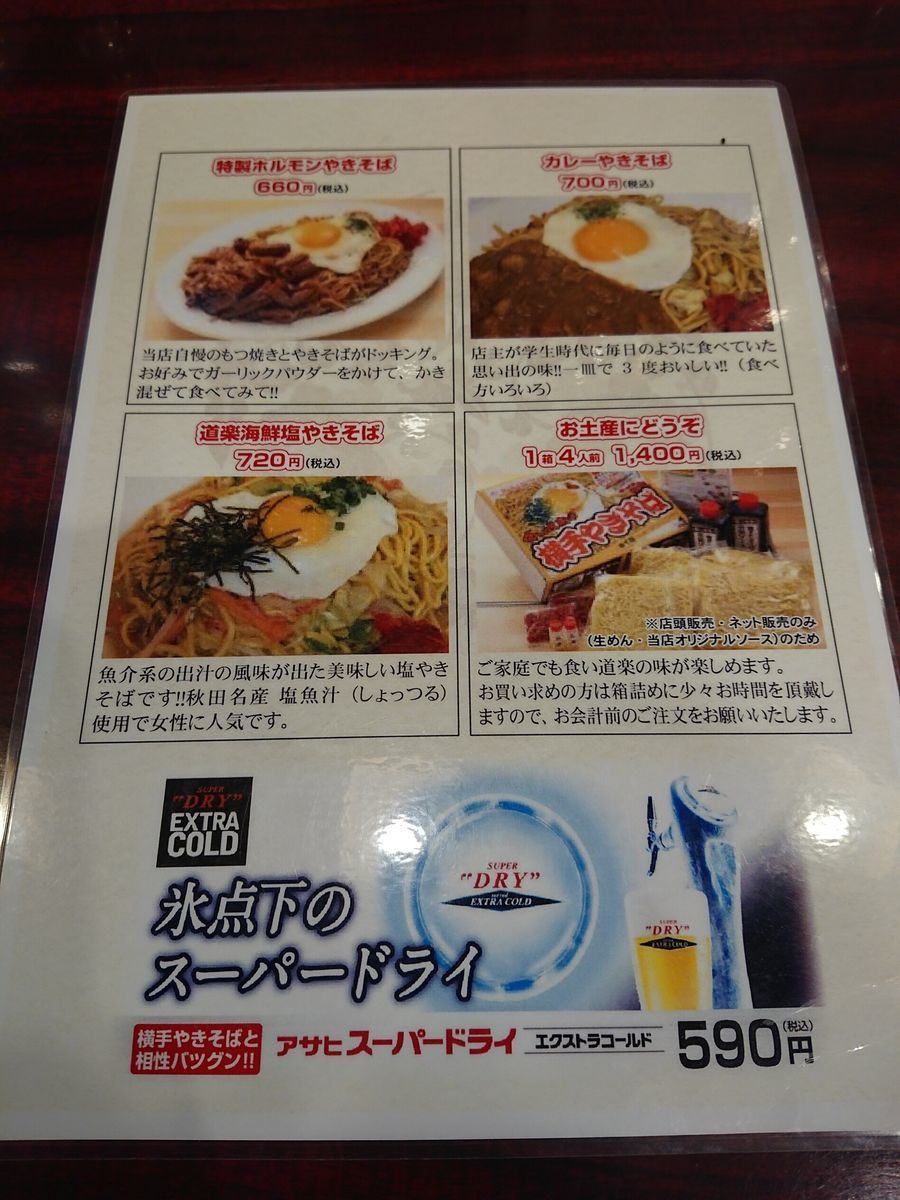 特製ホルモンやきそば
660円(税込)
当店自慢のもつ焼きとやきそばがドッキング。
お好みでガーリックパウダーをかけて、かき
混ぜて食べてみて!!
カレーやきそば
700円(税込)
店主が学生時代に毎日のように食べていた
思い出の味!!一皿で 3 度おいしい!!(食べ
方いろいろ)
道楽海鮮塩やきそば
720円(税込)
魚介系の出汁の風味が出た美味しい塩やき
そばです!!秋田名産 塩魚汁(しょっつる)
使用で女性に人気です。
お土産にどうぞ
1箱4人前 1,400円(税込)
横手やきそば
※店頭販売・ネット販売のみ
(生めん・当店オリジナルソース)のため
ご家庭でも食い道楽の味が楽しめます。
お買い求めの方は箱詰めに少々お時間を頂戴し
ますので、お会計前のご注文をお願いいたします。
SUPER
"DRY"
EXTRA
COLD
SUPER
"DRY"
EXTRA COLD
SUPER
"DRY"
EXTRA COLD
氷点下の
スーパードライ
横手やきそばと
相性バツグン!!
アサヒスーパードライ エクストラコールド 590円(税込)